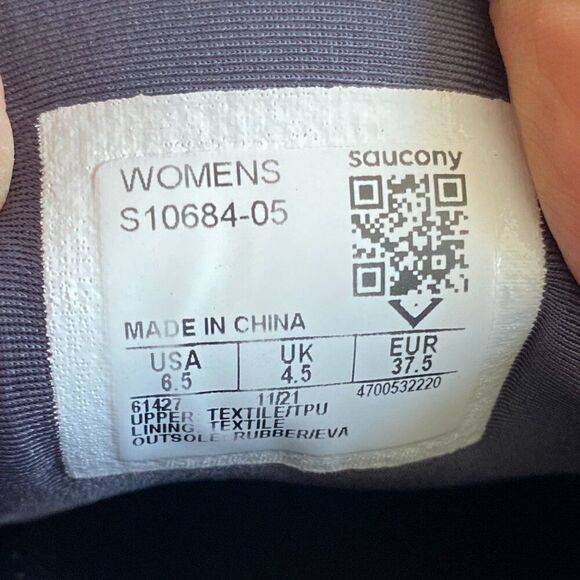 saucony
WOMENS
S10684-05
MADE IN CHINA
USA UK EUR
6.5 4.5 37.5
61427 11/21 4700532220
UPPER: TEXTILE/TPU
LINING: TEXTILE
OUTSOLE: RUBBER/EVA